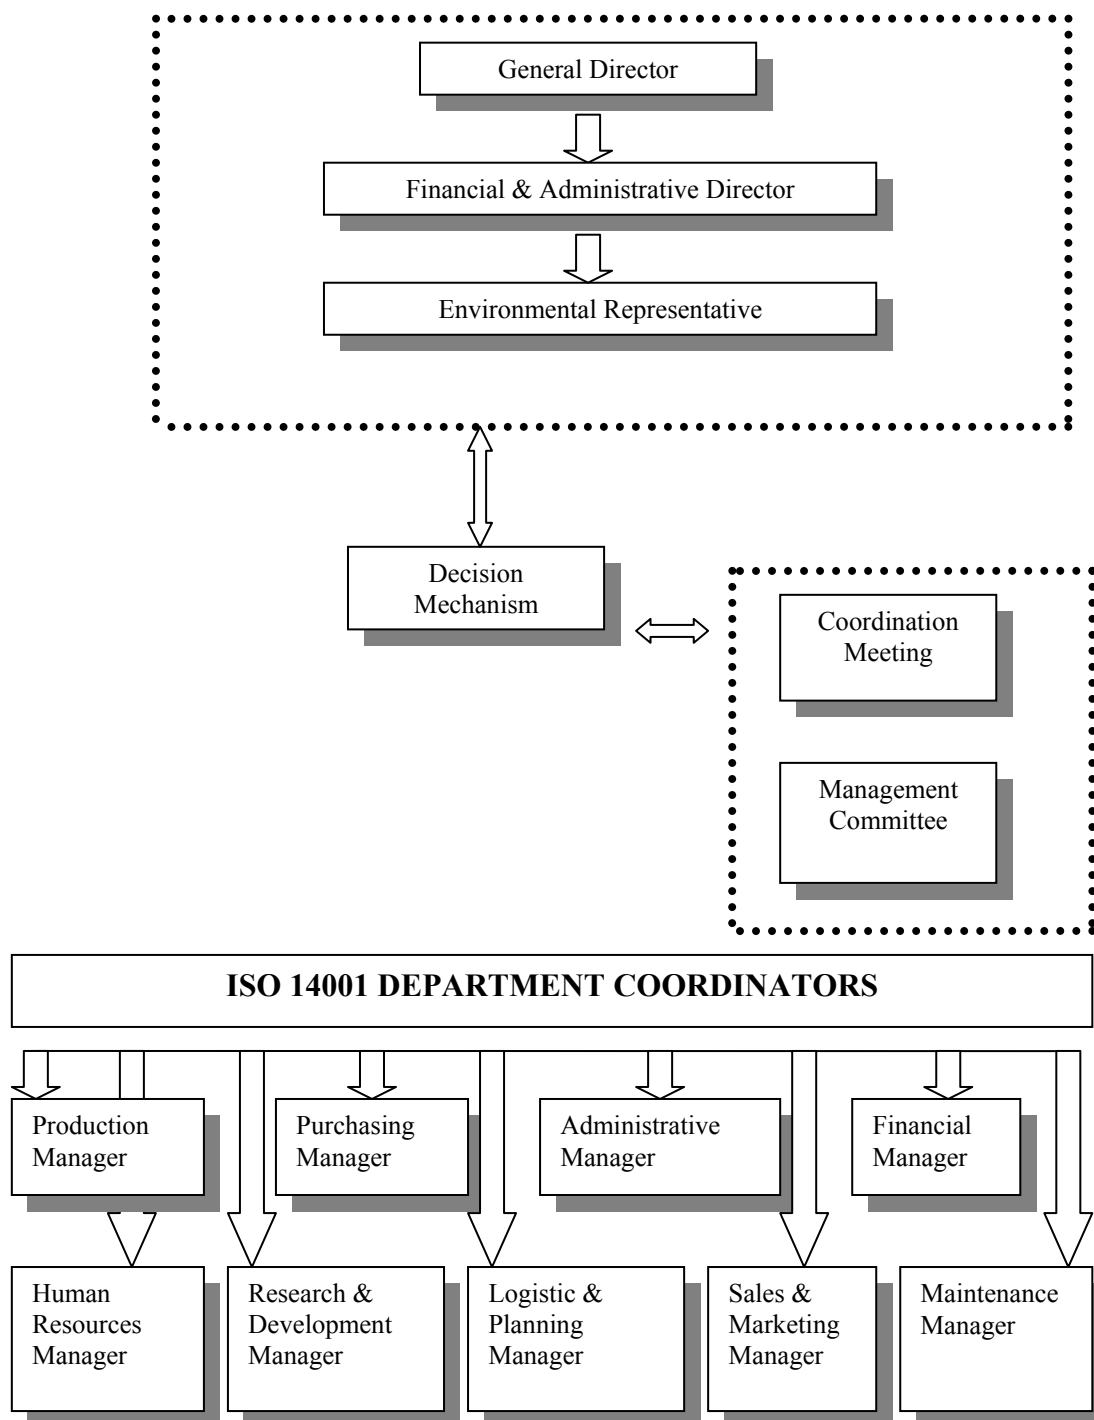 General Director
Financial & Administrative Director
Environmental Representative
Decision
Mechanism
Coordination
Meeting
Management
Committee
ISO 14001 DEPARTMENT COORDINATORS
Production
Manager
Purchasing
Manager
Administrative
Manager
Financial
Manager
Human
Resources
Manager
Research &
Development
Manager
Logistic &
Planning
Manager
Sales &
Marketing
Manager
Maintenance
Manager